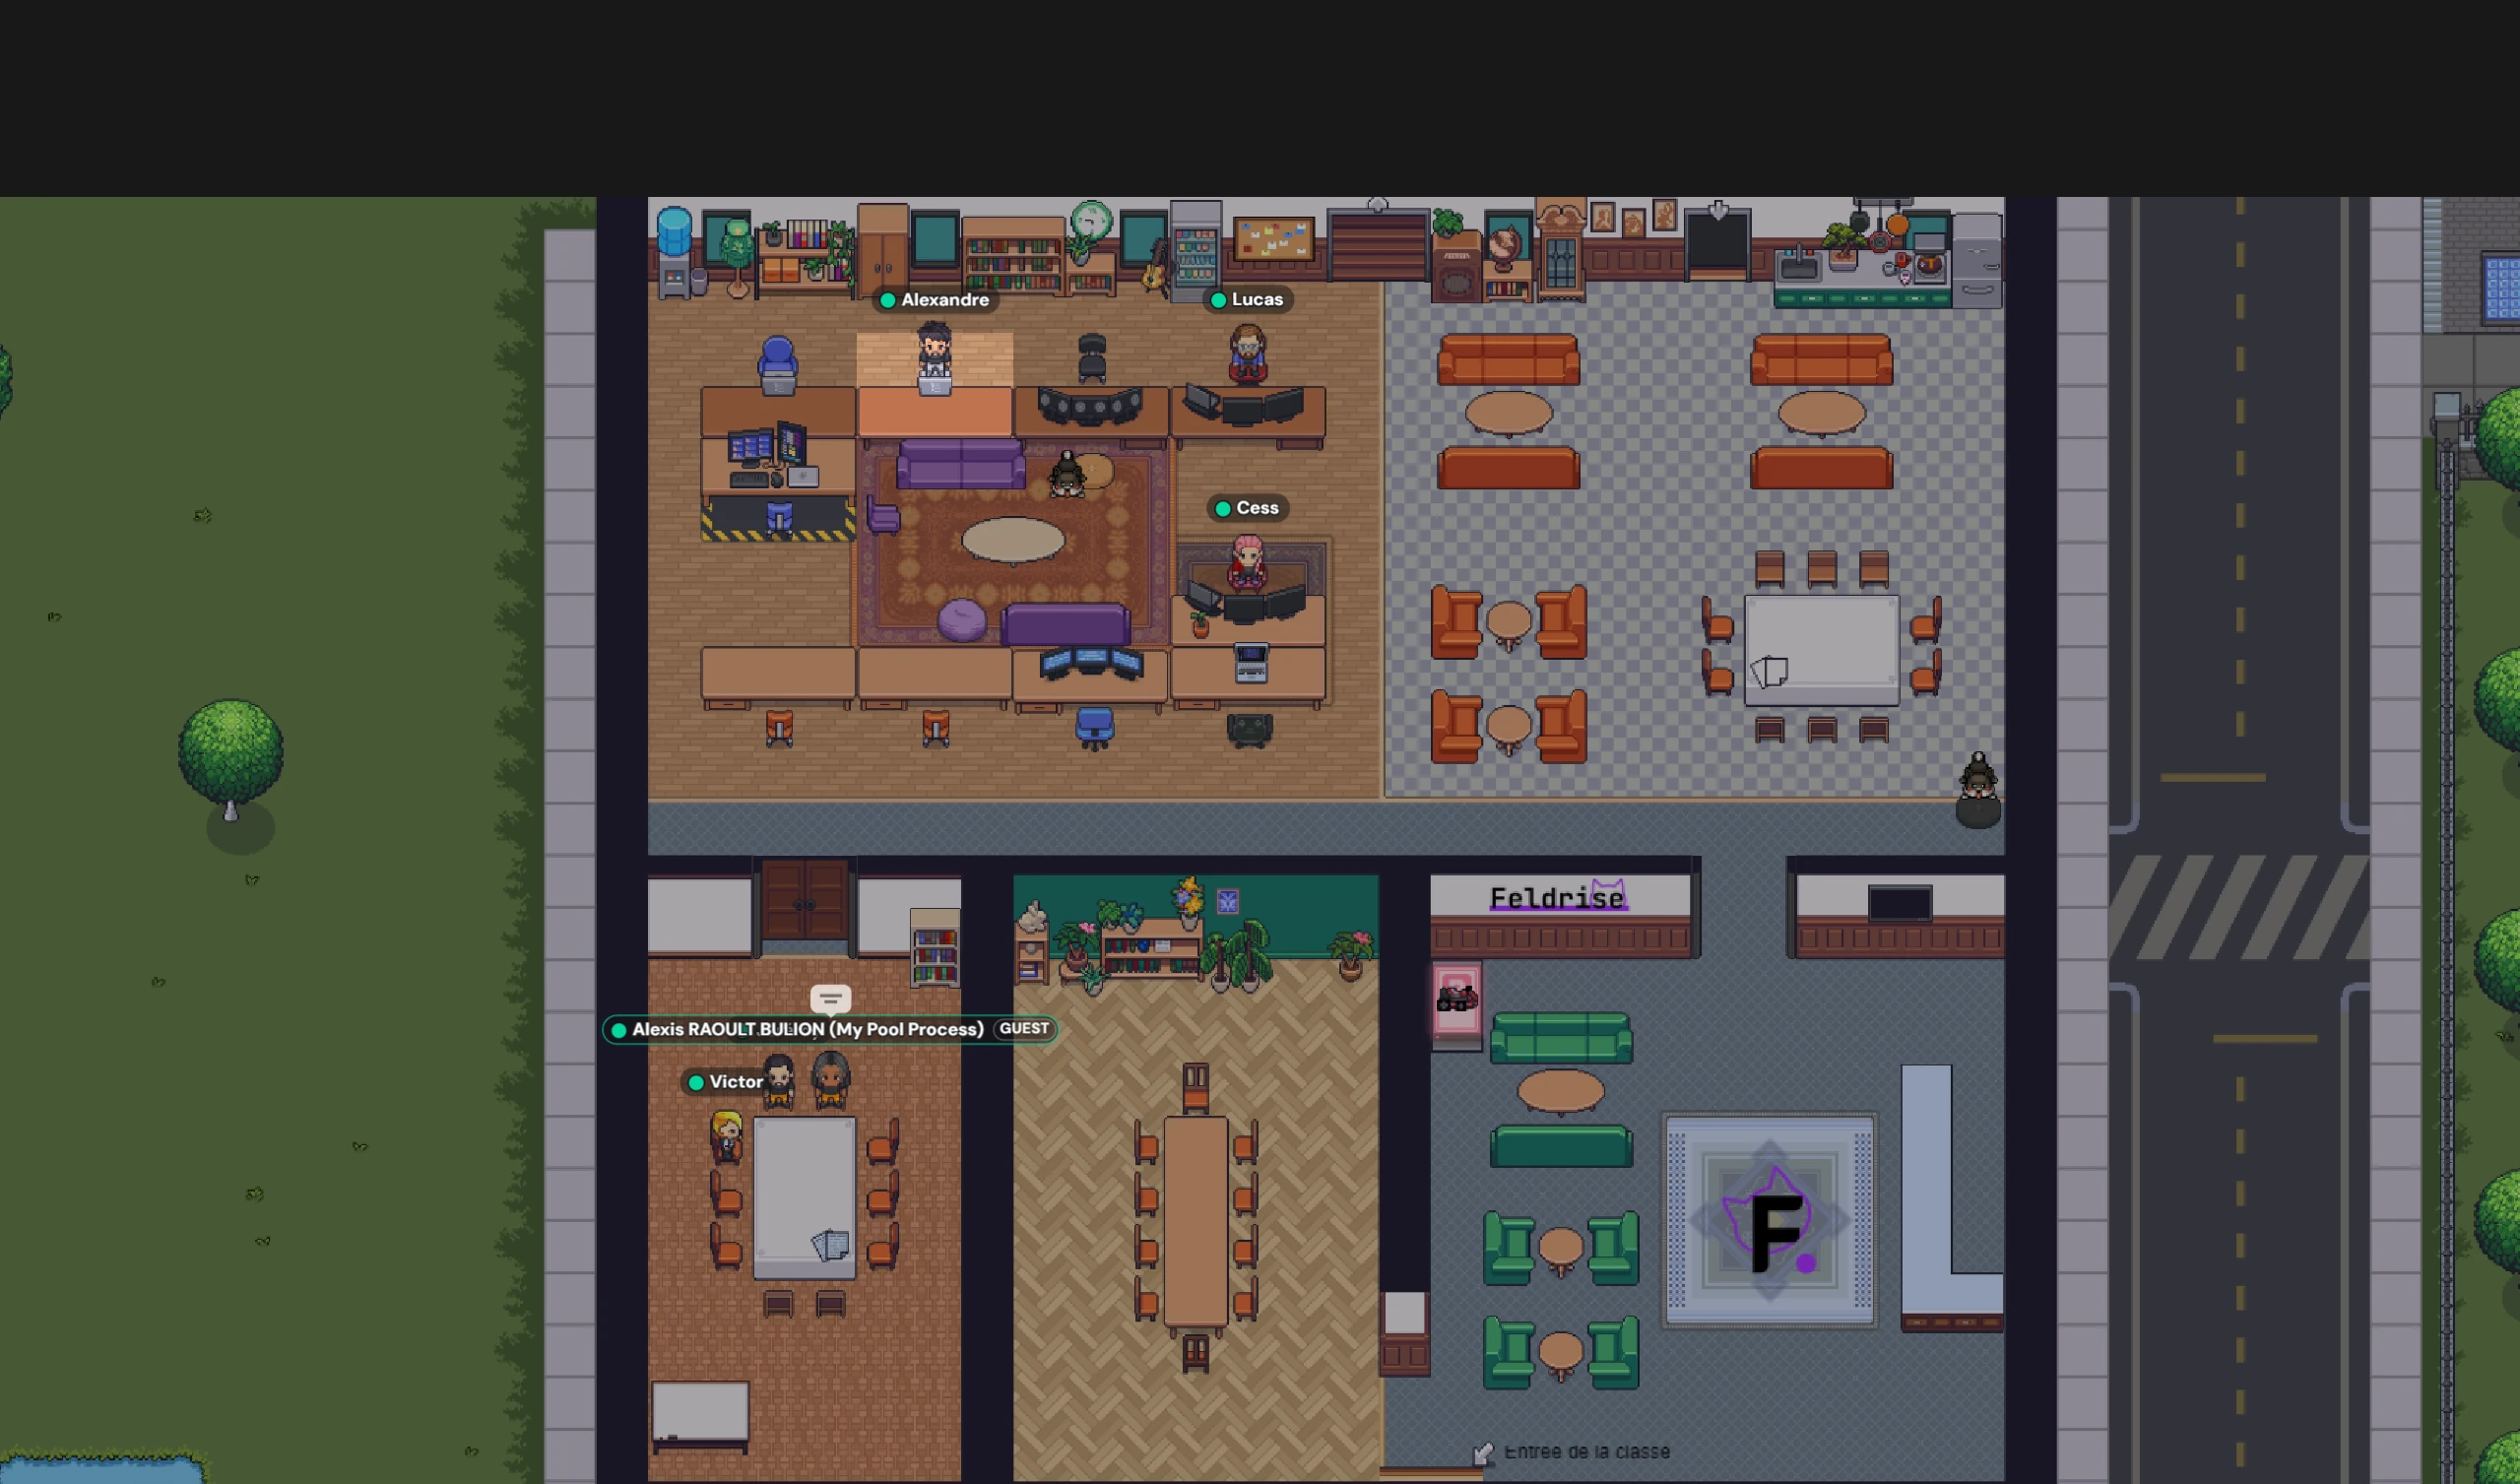 Alexandre
Lucas
Cess
Feldrise
Alexis RAOULT.BULION (My Pool Process) GUEST
Victor
F.
Entrée de la classe